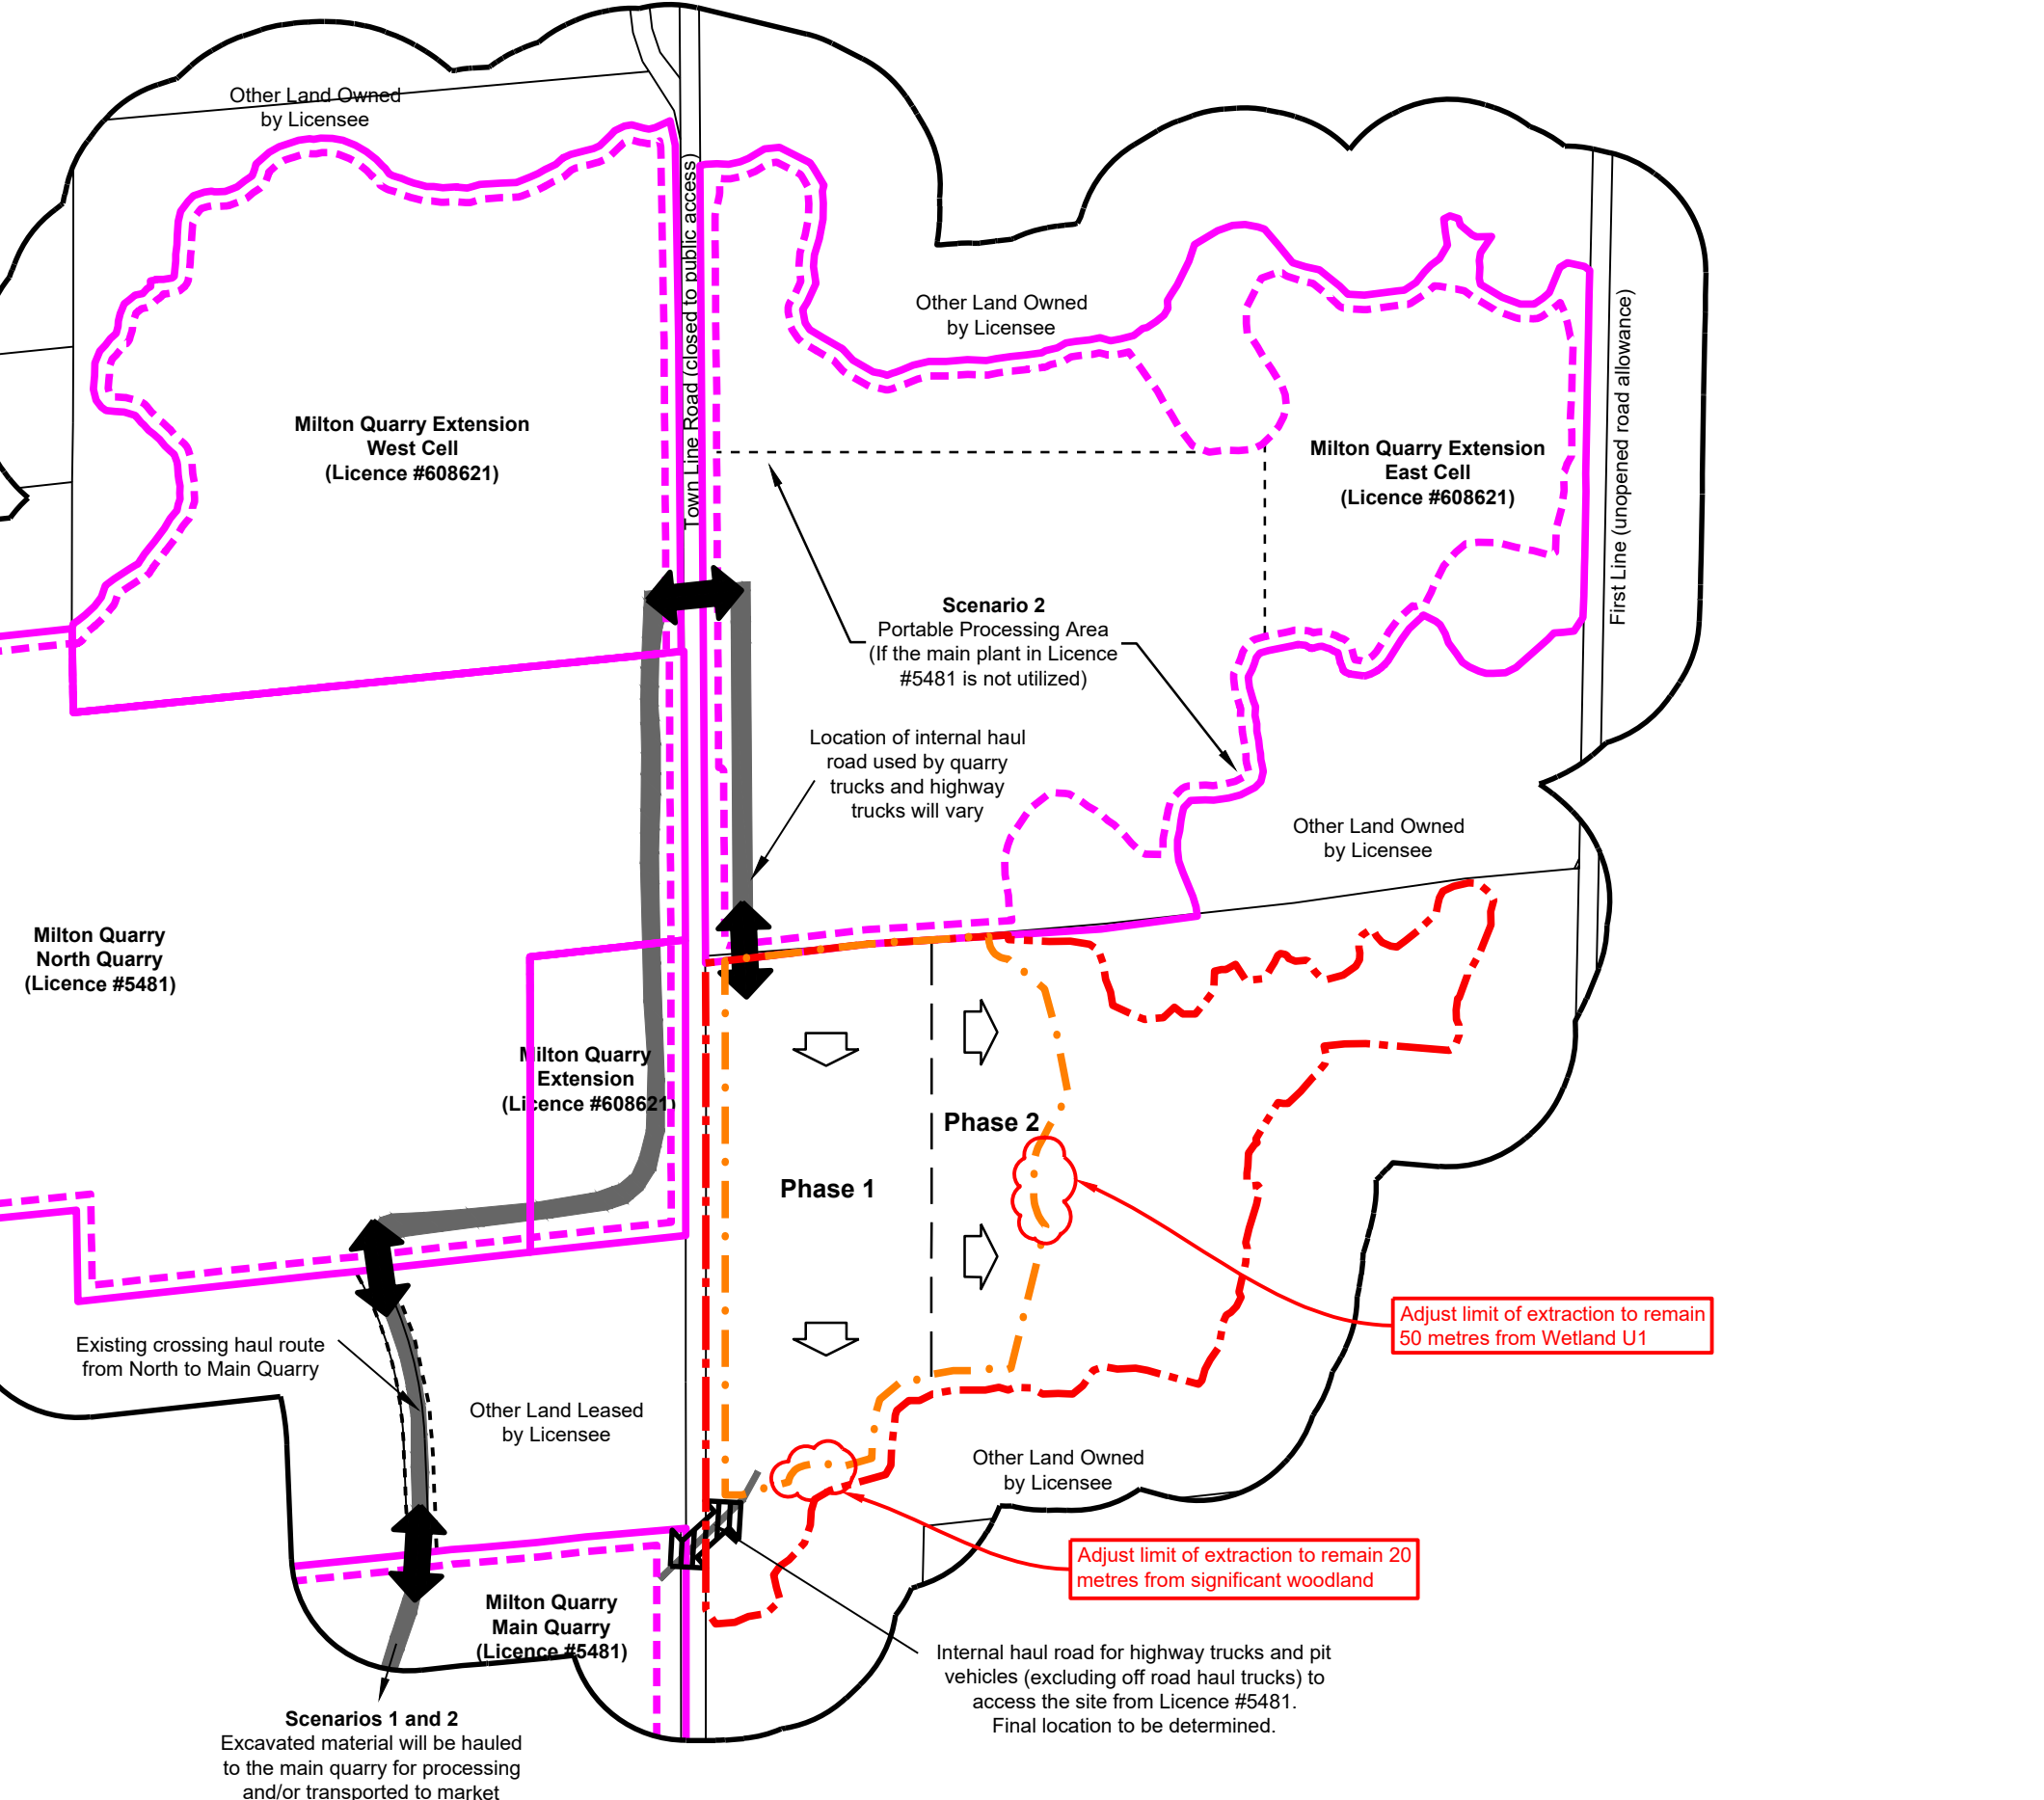 Other Land Owned
by Licensee
Town Line Road (closed to public access)
Other Land Owned
by Licensee
First Line (unopened road allowance)
Milton Quarry Extension
West Cell
(Licence #608621)
Milton Quarry Extension
East Cell
(Licence #608621)
Scenario 2
Portable Processing Area
(If the main plant in Licence
#5481 is not utilized)
Location of internal haul
road used by quarry
trucks and highway
trucks will vary
Other Land Owned
by Licensee
Milton Quarry
North Quarry
(Licence #5481)
Milton Quarry
Extension
(Licence #608621)
Phase 2
Phase 1
Adjust limit of extraction to remain
50 metres from Wetland U1
Existing crossing haul route
from North to Main Quarry
Other Land Leased
by Licensee
Other Land Owned
by Licensee
Adjust limit of extraction to remain 20
metres from significant woodland
Milton Quarry
Main Quarry
(Licence #5481)
Internal haul road for highway trucks and pit
vehicles (excluding off road haul trucks) to
access the site from Licence #5481.
Final location to be determined.
Scenarios 1 and 2
Excavated material will be hauled
to the main quarry for processing
and/or transported to market